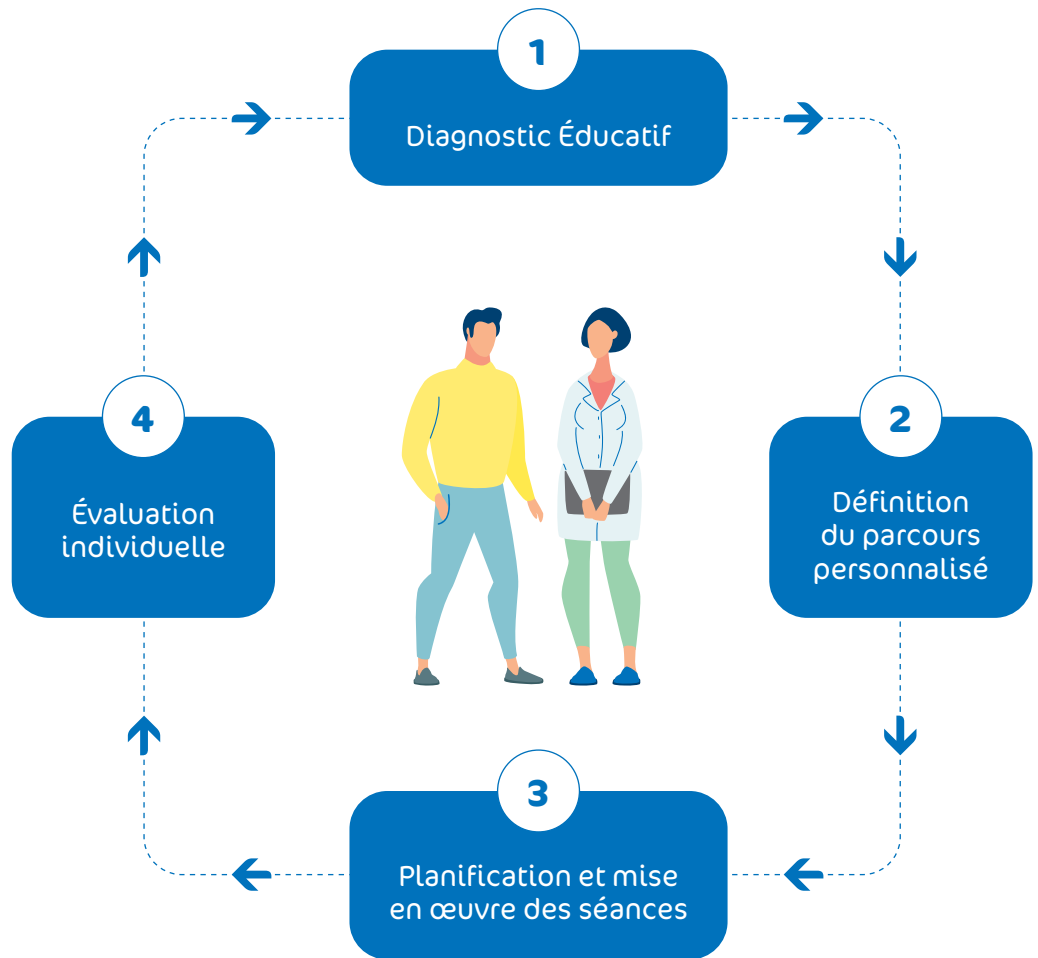 1
Diagnostic Éducatif
2
Définition
du parcours
personnalisé
3
Planification et mise
en œuvre des séances
4
Évaluation
individuelle